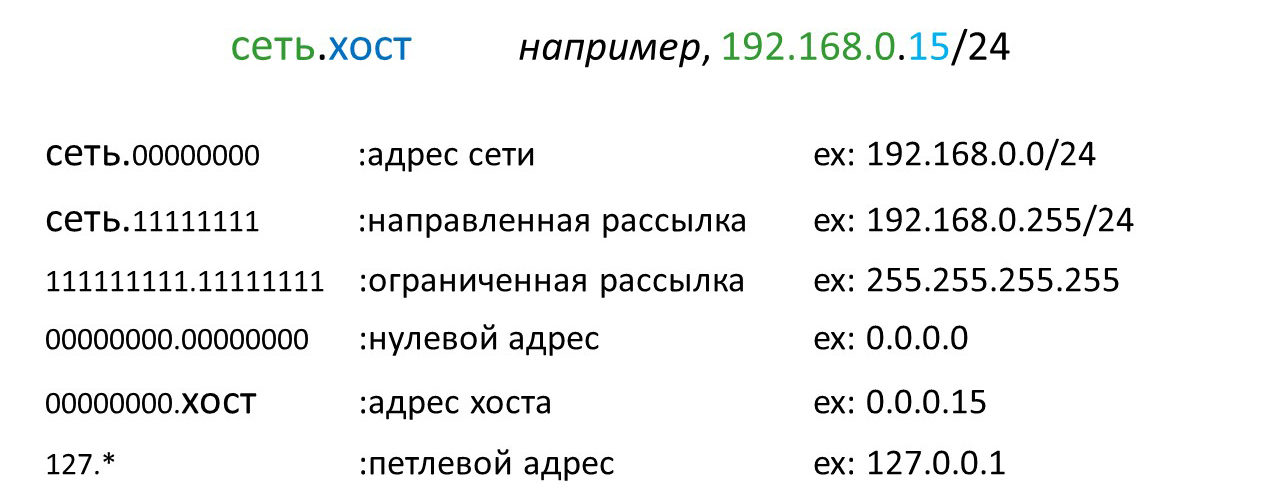 сеть.хост например, 192.168.0.15/24
сеть.00000000 :адрес сети ex: 192.168.0.0/24
сеть.11111111 :направленная рассылка ex: 192.168.0.255/24
111111111.11111111 :ограниченная рассылка ex: 255.255.255.255
00000000.00000000 :нулевой адрес ex: 0.0.0.0
00000000.хост :адрес хоста ex: 0.0.0.15
127.* :петлевой адрес ex: 127.0.0.1